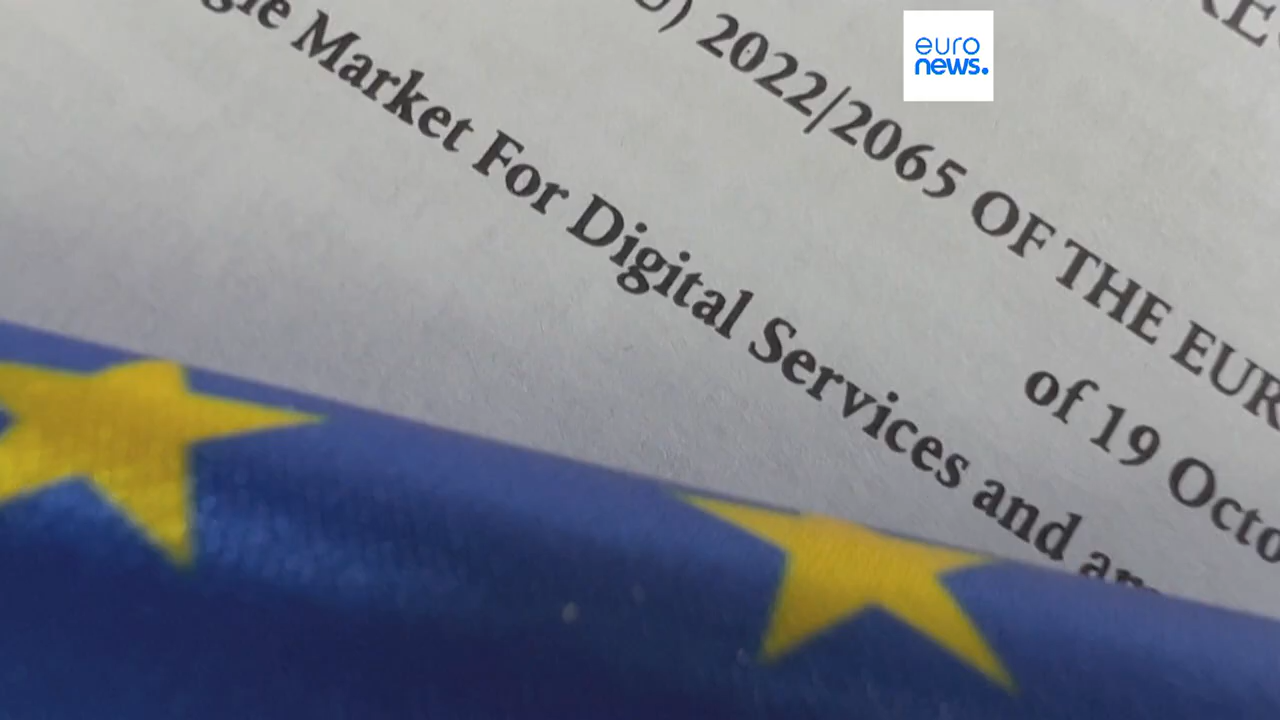 euro
news.
2022/2065 OF THE EUR
of 19 Octo
Market For Digital Services and